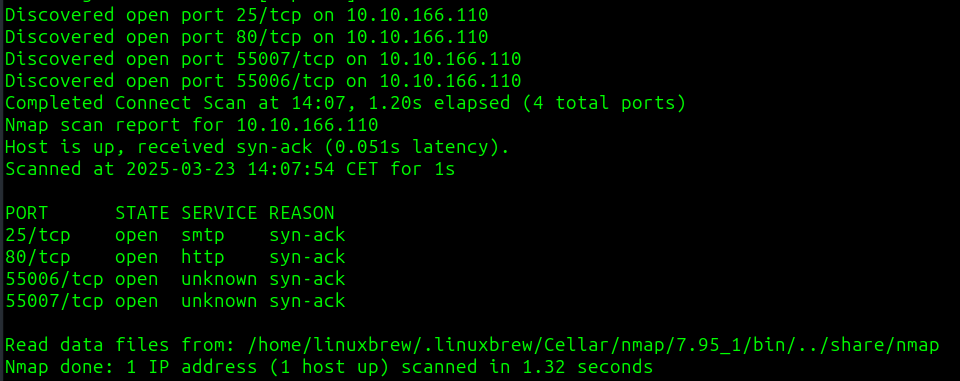 Discovered open port 25/tcp on 10.10.166.110
Discovered open port 80/tcp on 10.10.166.110
Discovered open port 55007/tcp on 10.10.166.110
Discovered open port 55006/tcp on 10.10.166.110
Completed Connect Scan at 14:07, 1.20s elapsed (4 total ports)
Nmap scan report for 10.10.166.110
Host is up, received syn-ack (0.051s latency).
Scanned at 2025-03-23 14:07:54 CET for 1s
PORT      STATE SERVICE REASON
25/tcp    open  smtp    syn-ack
80/tcp    open  http    syn-ack
55006/tcp open  unknown syn-ack
55007/tcp open  unknown syn-ack
Read data files from: /home/linuxbrew/.linuxbrew/Cellar/nmap/7.95_1/bin/../share/nmap
Nmap done: 1 IP address (1 host up) scanned in 1.32 seconds